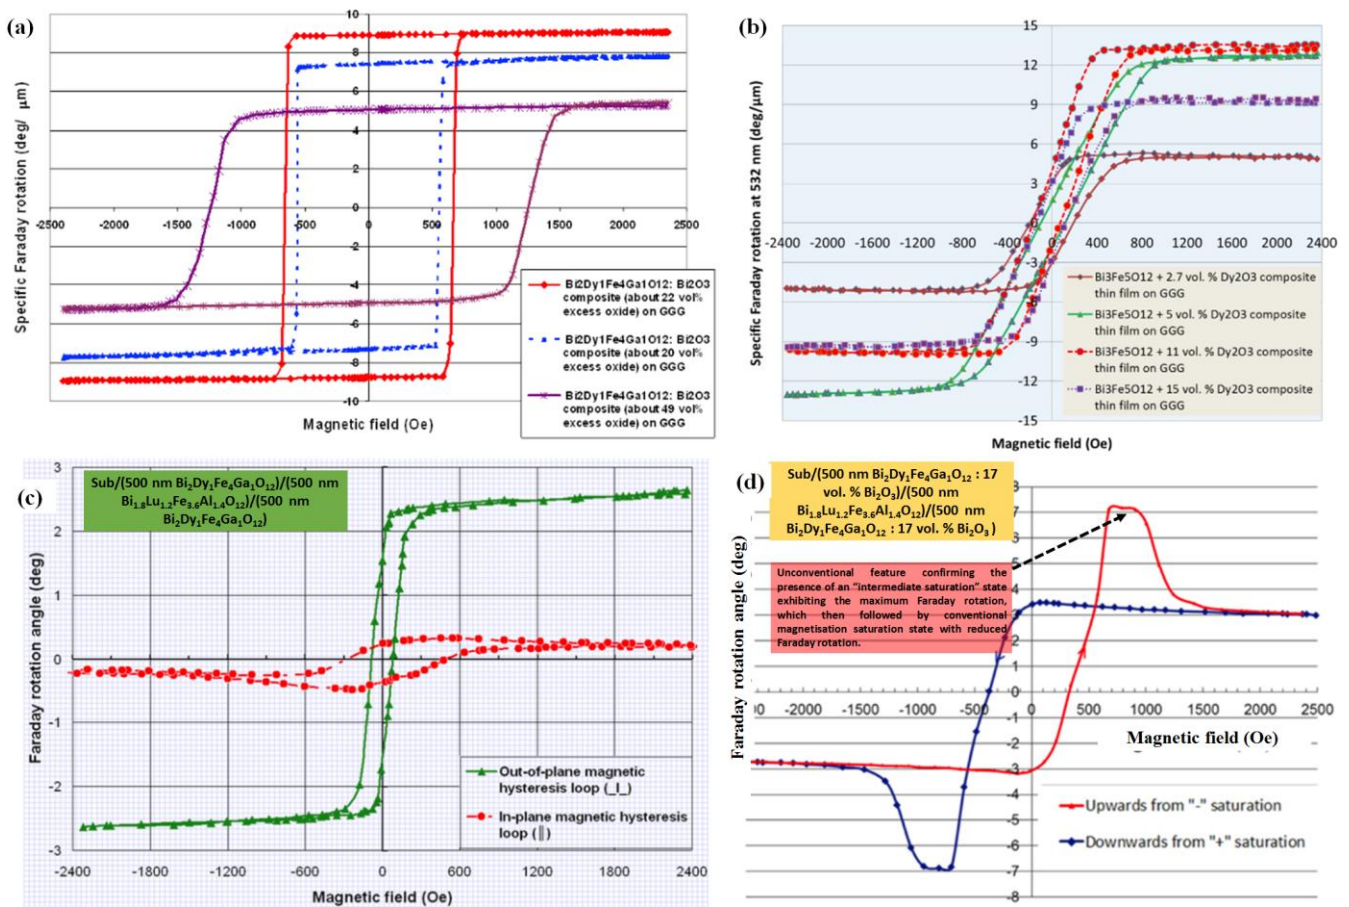 (a)
Specific Faraday rotation (deg/ µm)
10
8
6
4
2
0
-2
-4
-6
-8
-10
-2500 -2000 -1500 -1000 -500 0 500 1000 1500 2000 2500
Magnetic field (Oe)
Bi2Dy1Fe4Ga1O12: Bi2O3
composite (about 22 vol%
excess oxide) on GGG
Bi2Dy1Fe4Ga1O12: Bi2O3
composite (about 20 vol%
excess oxide) on GGG
Bi2Dy1Fe4Ga1O12: Bi2O3
composite (about 49 vol%
excess oxide) on GGG
(b)
Specific Faraday rotation at 532 nm (deg/µm)
15
12
9
6
3
0
-3
-6
-9
-12
-15
-2400 -2000 -1600 -1200 -800 -400 0 400 800 1200 1600 2000 2400
Magnetic field (Oe)
Bi3Fe5O12 + 2.7 vol. % Dy2O3 composite
thin film on GGG
Bi3Fe5O12 + 5 vol. % Dy2O3 composite
thin film on GGG
Bi3Fe5O12 + 11 vol. % Dy2O3 composite
thin film on GGG
Bi3Fe5O12 + 15 vol. % Dy2O3 composite
thin film on GGG
(c)
Sub/(500 nm Bi₂Dy₁Fe₄Ga₁O₁₂)/(500 nm
Bi₁.₈Lu₁.₂Fe₃.₆Al₁.₄O₁₂)/(500 nm
Bi₂Dy₁Fe₄Ga₁O₁₂)
Faraday rotation angle (deg)
3
2
1
0
-1
-2
-3
-2400 -1800 -1200 -600 0 600 1200 1800 2400
Magnetic field (Oe)
Out-of-plane magnetic
hysteresis loop (_I_)
In-plane magnetic hysteresis
loop (||)
(d)
Sub/(500 nm Bi₂Dy₁Fe₄Ga₁O₁₂ : 17
vol. % Bi₂O₃)/(500 nm
Bi₁.₈Lu₁.₂Fe₃.₆Al₁.₄O₁₂)/(500 nm
Bi₂Dy₁Fe₄Ga₁O₁₂ : 17 vol. % Bi₂O₃ )
Unconventional feature confirming the
presence of an “intermediate saturation” state
exhibiting the maximum Faraday rotation,
which then followed by conventional
magnetisation saturation state with reduced
Faraday rotation.
Faraday rotation angle (deg)
1
0
-1
-2
-3
-4
-5
-6
-7
-8
-2000 -1500 -1000 -500 0 500 1000 1500 2000 2500
Magnetic field (Oe)
Upwards from "-" saturation
Downwards from "+" saturation